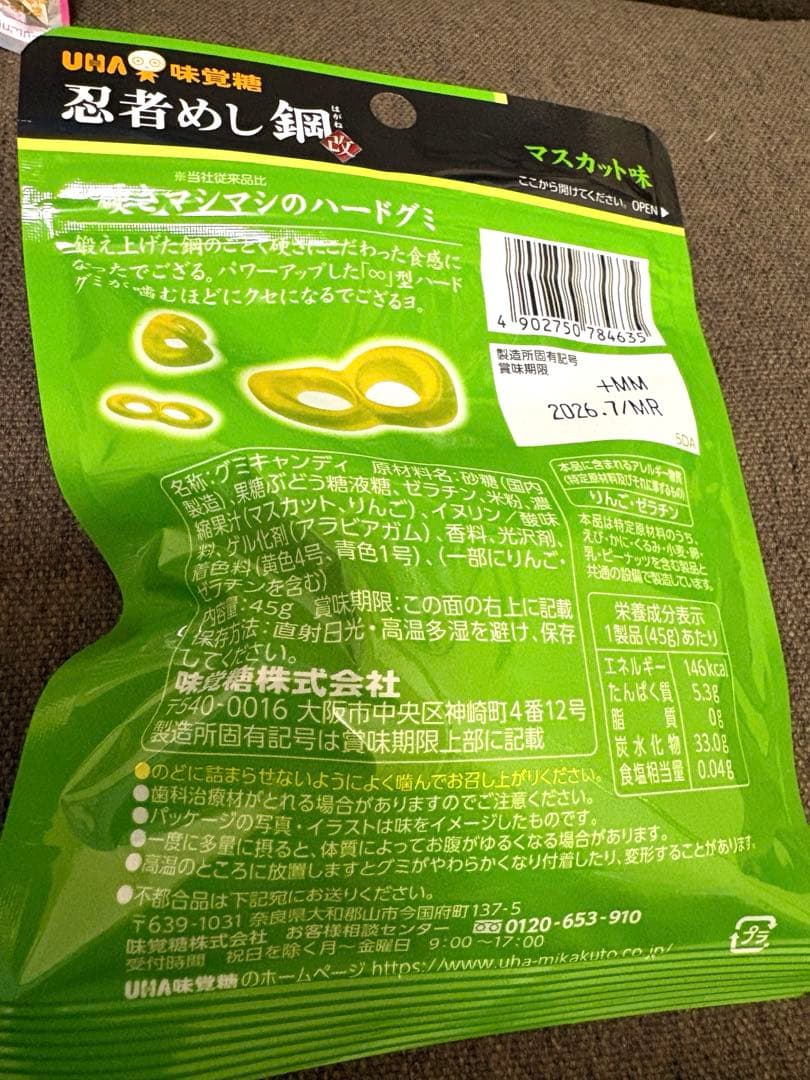 UHA味覚糖
忍者めし 鋼 はがね 改
マスカット味
ここから開けてください。OPEN▶
※当社従来品比
硬さマシマシのハードグミ
鍛え上げた鋼のごとく硬さにこだわった食感に
なったでござる。パワーアップした「∞」型ハード
グミが噛むほどにクセになるでござるヨ。
4 902750 784635
製造所固有記号
賞味期限
+MM
2026.7/MR
5DA
名称:グミキャンディ 原材料名:砂糖(国内
製造)、果糖ぶどう糖液糖、ゼラチン、米粉、濃
縮果汁(マスカット、りんご)、イヌリン/酸味
料、ゲル化剤(アラビアガム)、香料、光沢剤、
着色料(黄色4号、青色1号)、(一部にりんご・
ゼラチンを含む)
内容量:45g 賞味期限:この面の右上に記載
保存方法:直射日光・高温多湿を避け、保存
してください。
味覚糖株式会社
〒540-0016 大阪市中央区神崎町4番12号
製造所固有記号は賞味期限上部に記載
本品に含まれるアレルギー物質
(特定原材料及びそれに準ずるもの)
りんご・ゼラチン
本品は特定原材料のうち、
えび・かに・くるみ・小麦・卵・
乳・ピーナッツを含む製品と
共通の設備で製造しています。
栄養成分表示
1製品(45g)あたり
エネルギー 146kcal
たんぱく質 5.3g
脂質 0g
炭水化物 33.0g
食塩相当量 0.04g
●のどに詰まらせないようによく噛んでお召し上がりください。
●歯科治療材がとれる場合がありますのでご注意ください。
●パッケージの写真・イラストは味をイメージしたものです。
●一度に多量に摂ると、体質によってお腹がゆるくなる場合があります。
●高温のところに放置しますとグミがやわらかくなり付着したり、変形することがあります。
●不都合品は下記宛にお送りください。
〒639-1031 奈良県大和郡山市今国府町137-5
味覚糖株式会社 お客様相談センター 0120-653-910
受付時間 祝日を除く月~金曜日 9:00~17:00
UHA味覚糖のホームページ https://www.uha-mikakuto.co.jp/
プラ